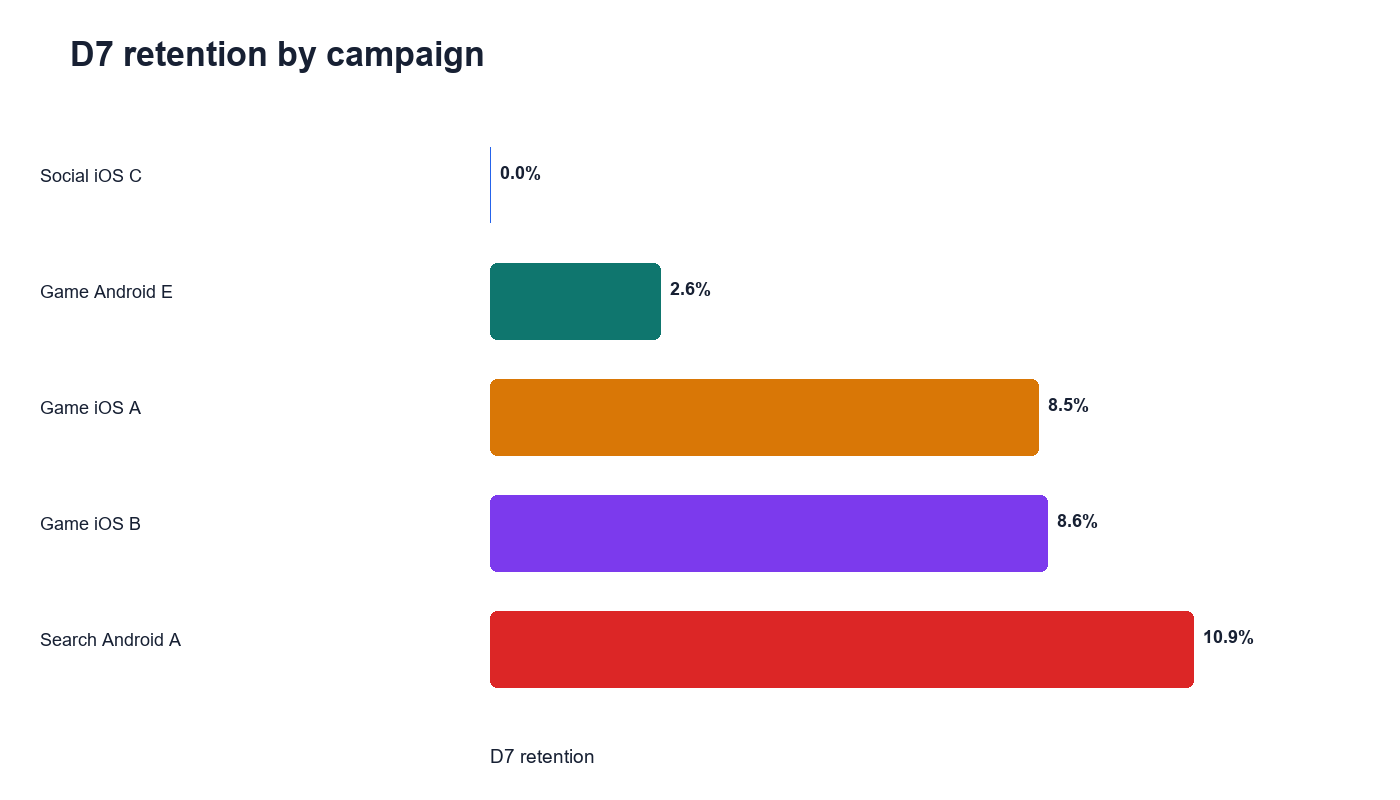 D7 retention by campaign
Social iOS C
0.0%
Game Android E
2.6%
Game iOS A
8.5%
Game iOS B
8.6%
Search Android A
10.9%
D7 retention